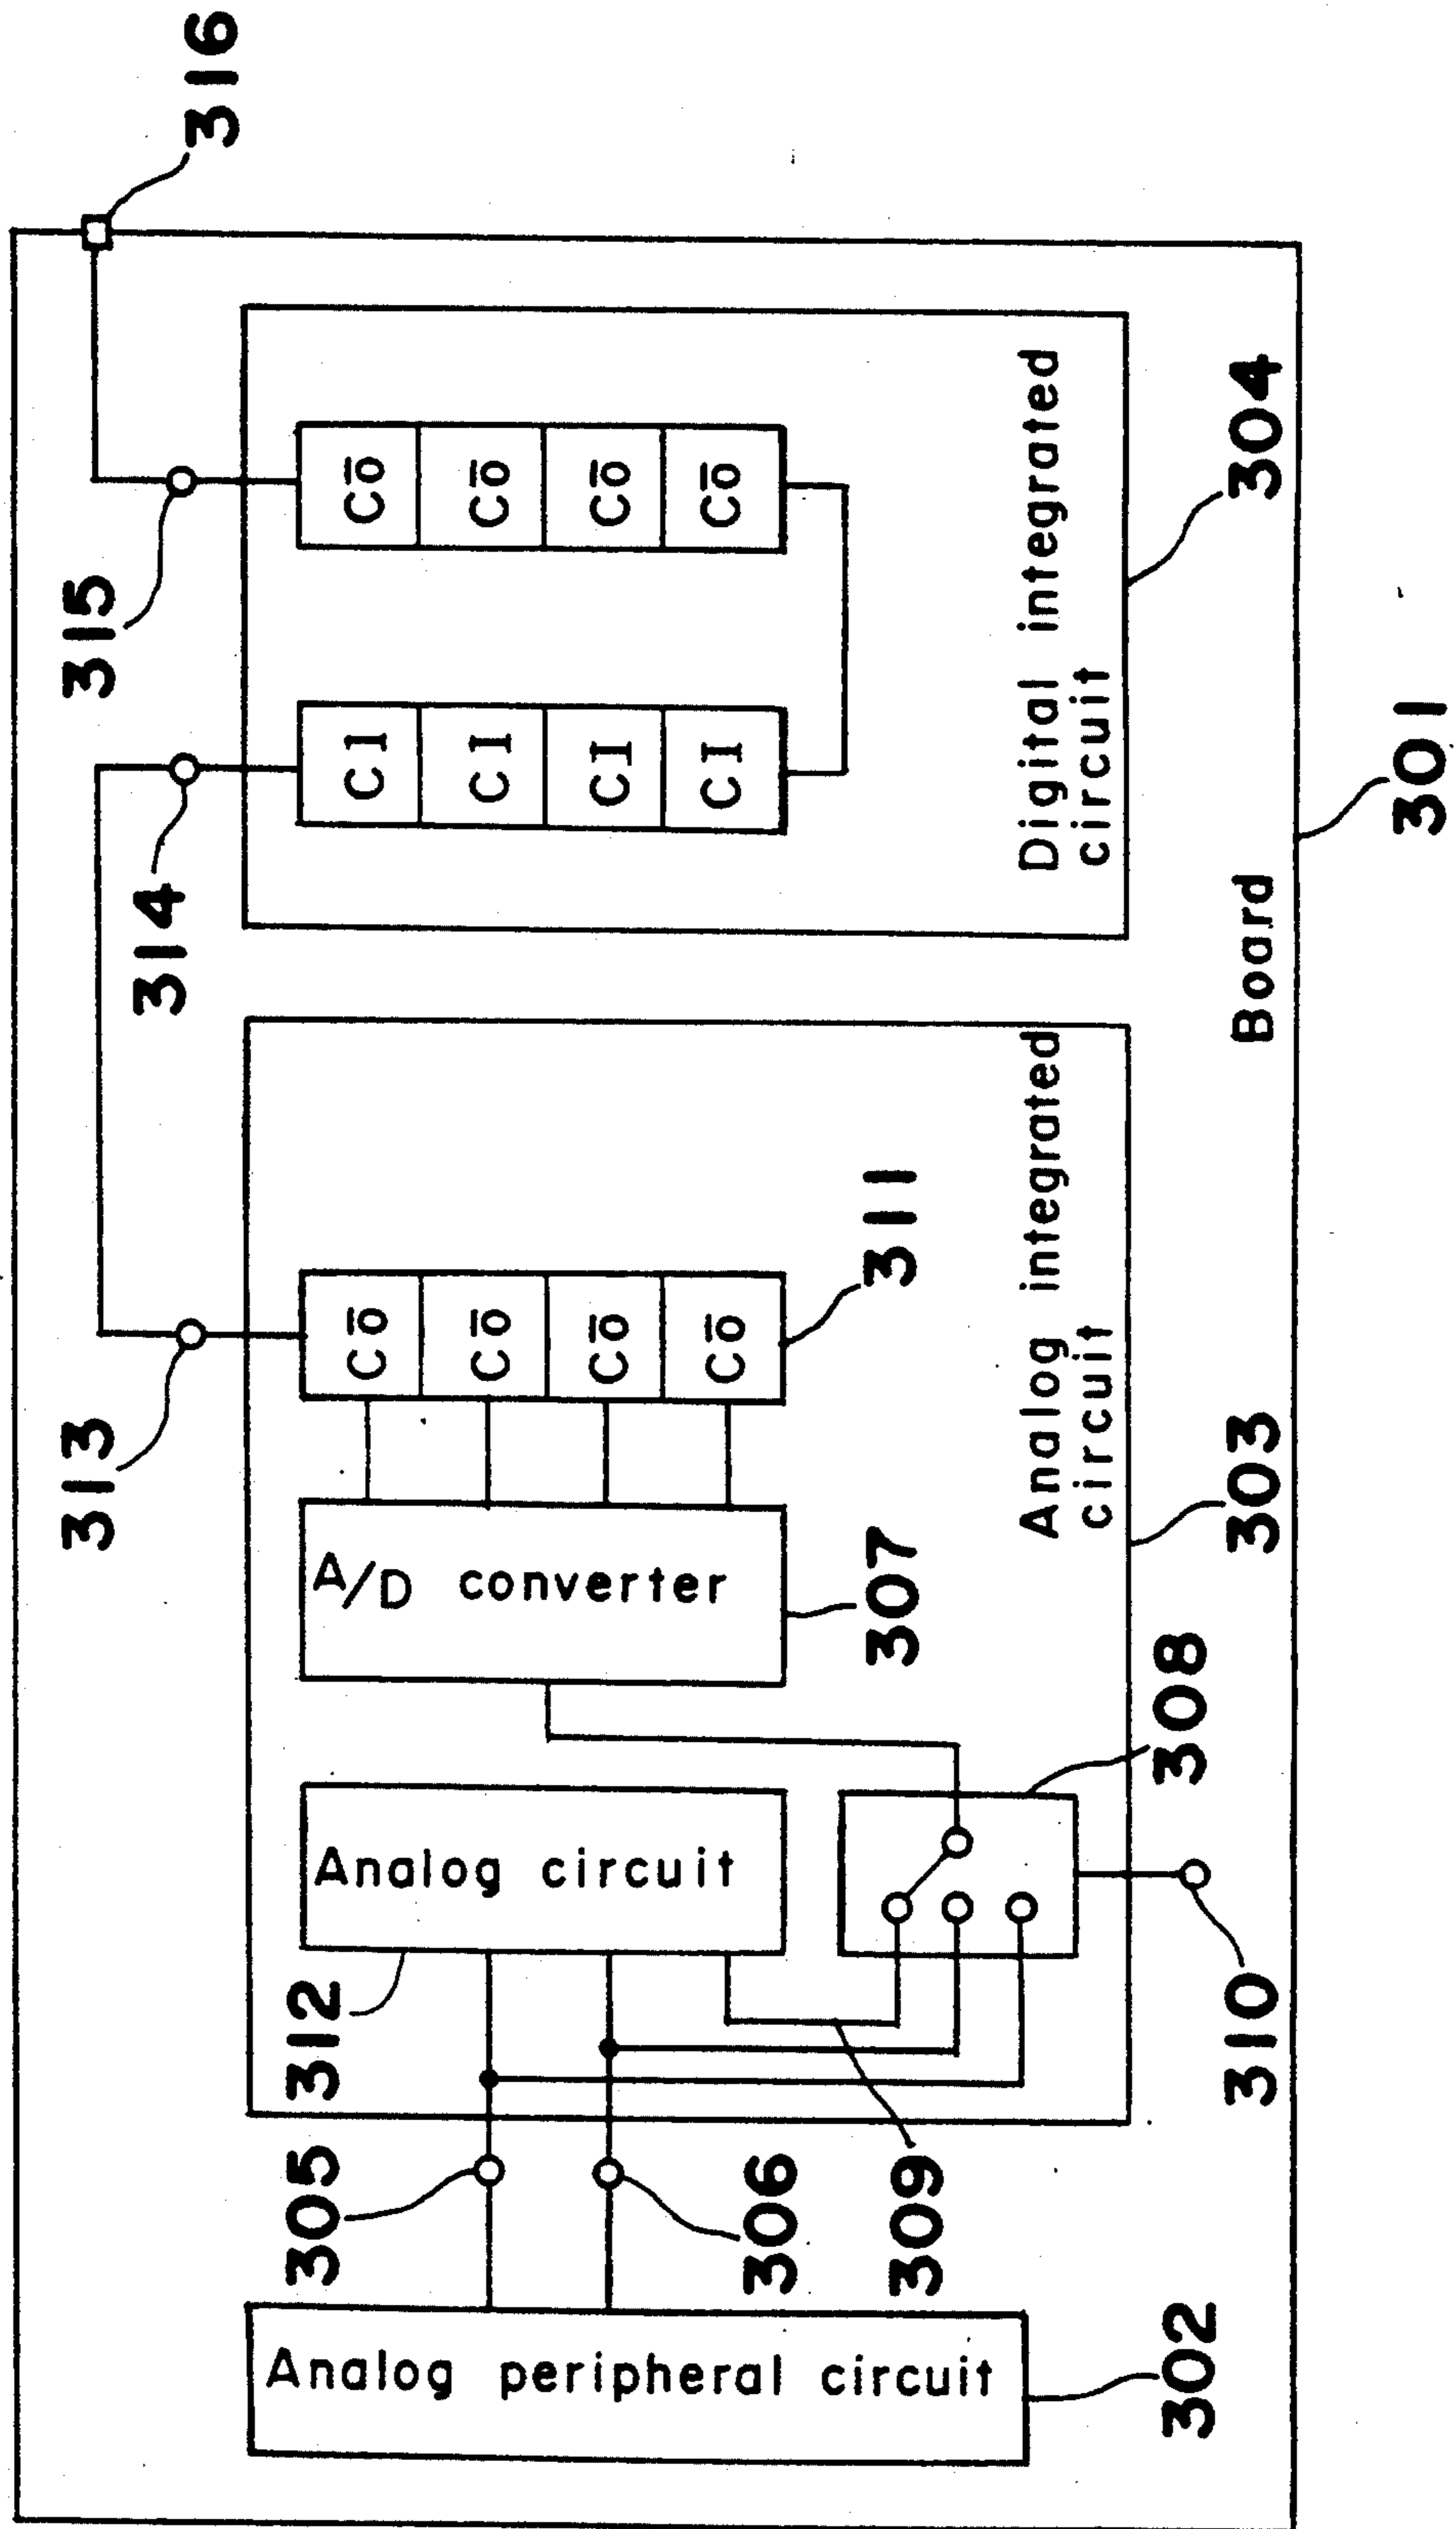 313
315
314
316
305
312
Analog peripheral circuit
Analog circuit
A/D converter
Cō
Cō
Cō
Cō
CI
CI
CI
CI
Cō
Cō
Cō
Cō
306
309
307
311
Analog integrated
circuit
Digital integrated
circuit
302
310
308
303
304
Board
301